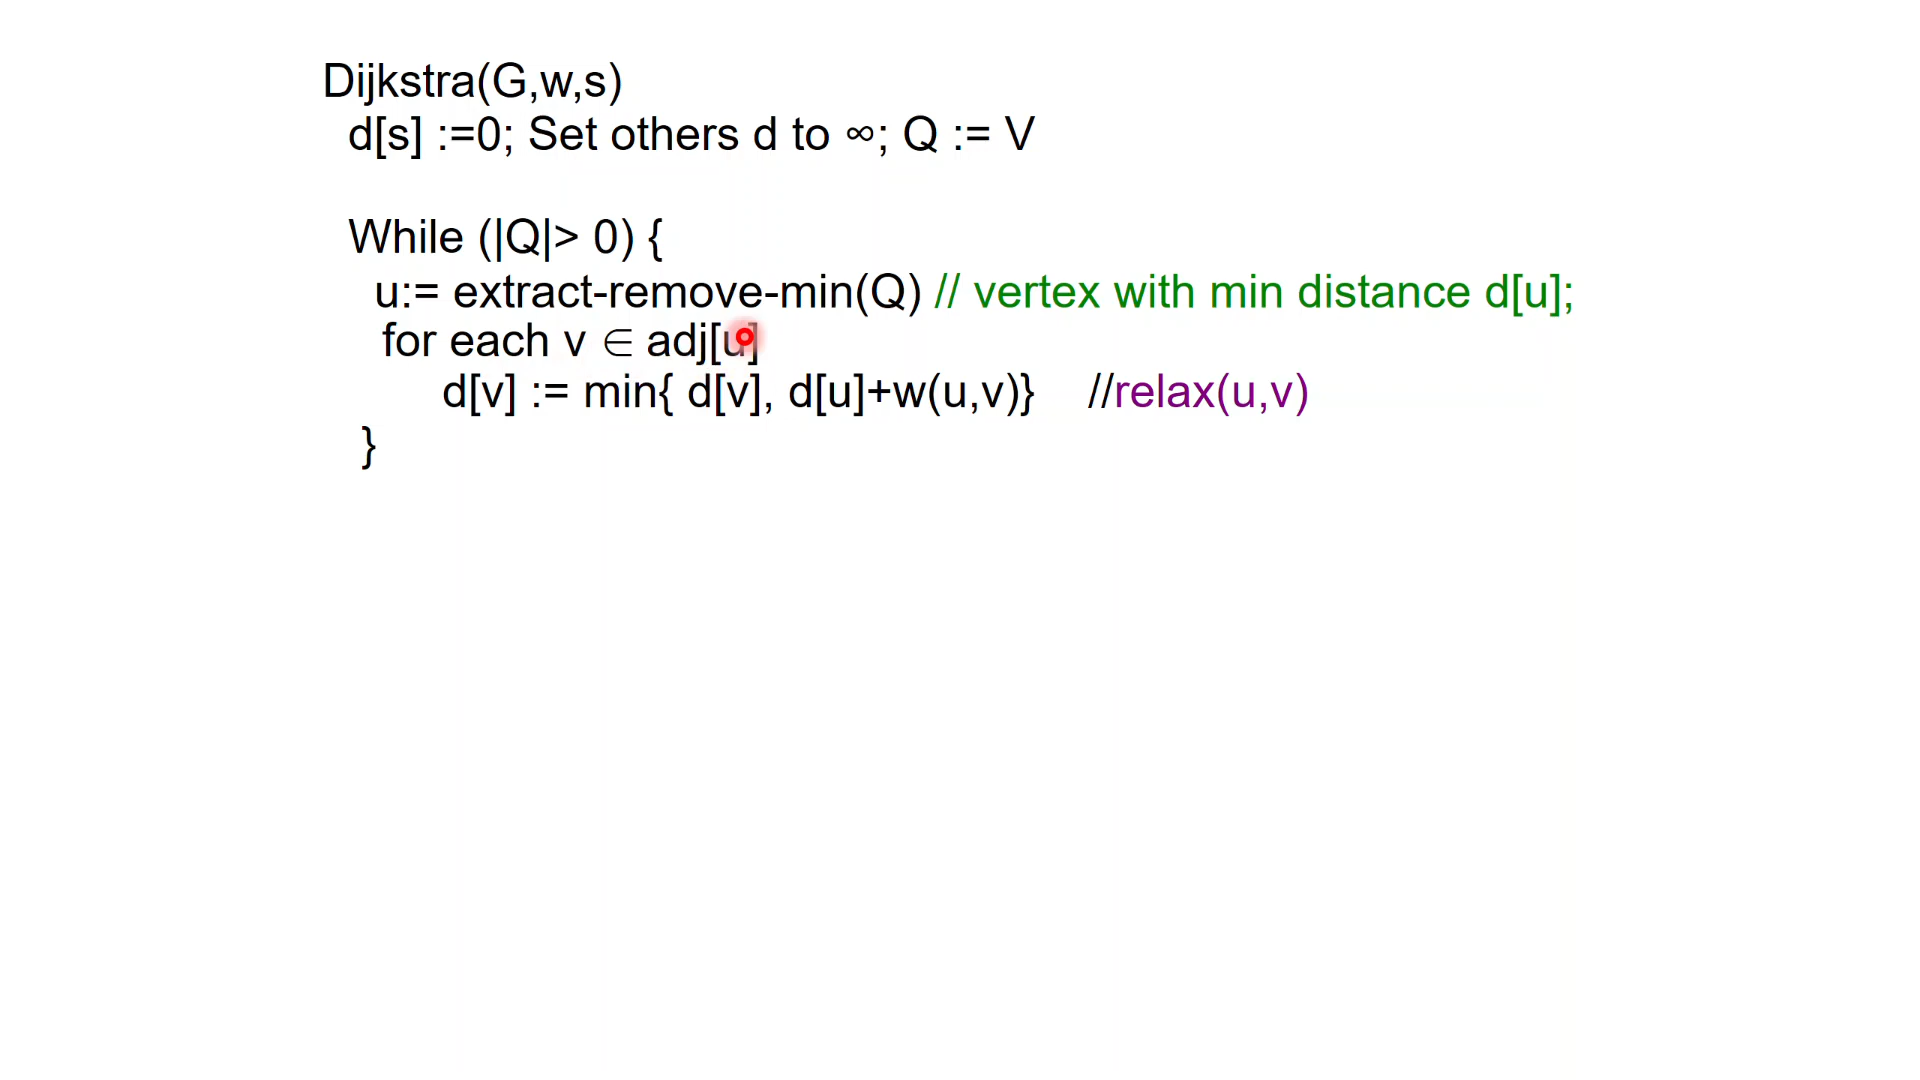 Dijkstra(G,w,s)
d[s] :=0; Set others d to ∞; Q := V
While (|Q|> 0) {
u:= extract-remove-min(Q) // vertex with min distance d[u];
for each v ∈ adj[u]
d[v] := min{ d[v], d[u]+w(u,v)} //relax(u,v)
}